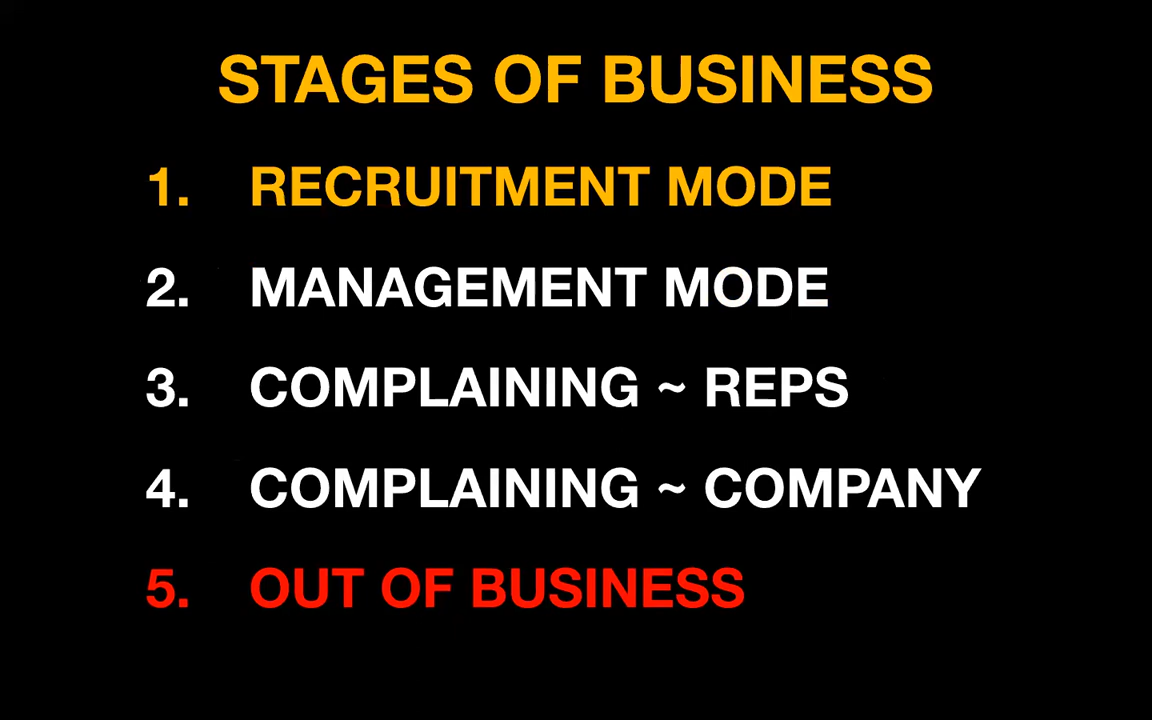 STAGES OF BUSINESS
1. RECRUITMENT MODE
2. MANAGEMENT MODE
3. COMPLAINING ~ REPS
4. COMPLAINING ~ COMPANY
5. OUT OF BUSINESS